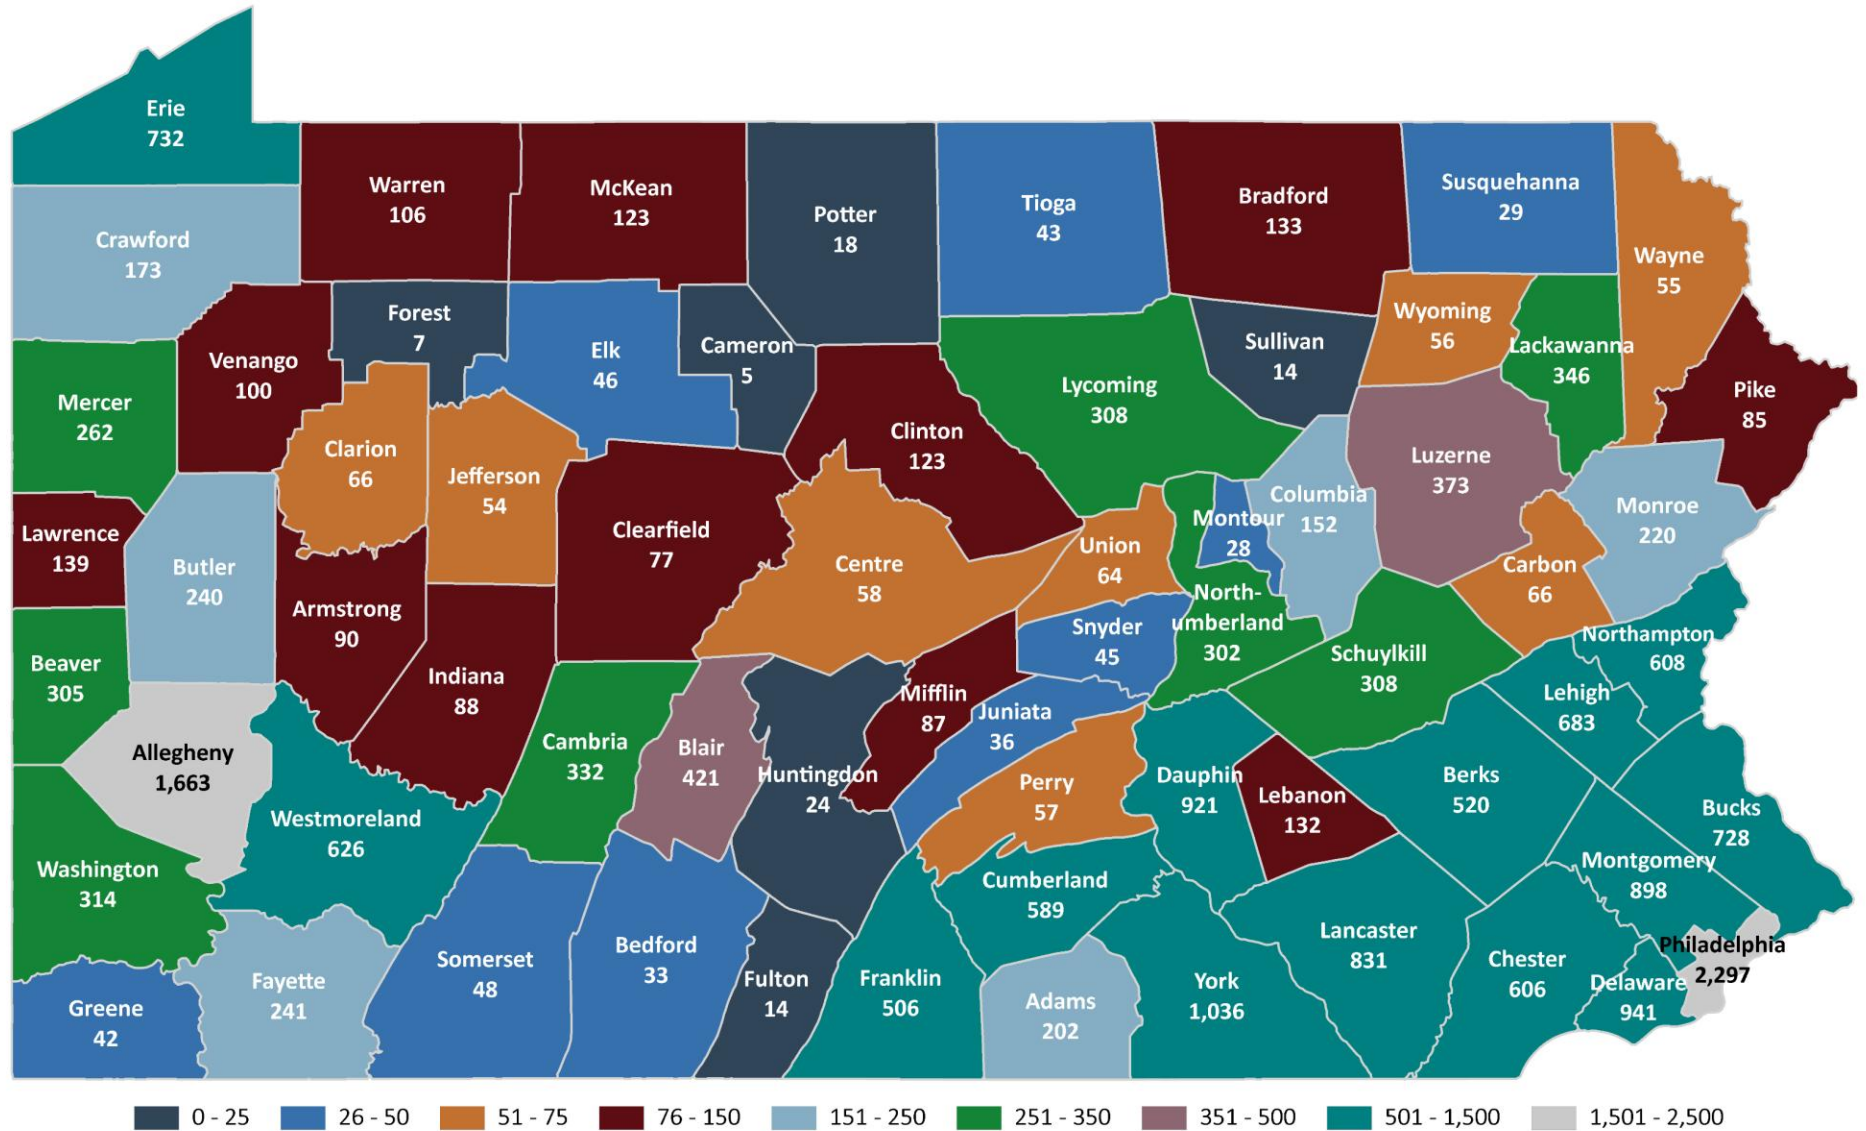 Erie
732
Warren
106
McKean
123
Potter
18
Tioga
43
Bradford
133
Susquehanna
29
Wayne
55
Crawford
173
Forest
7
Venango
100
Elk
46
Cameron
5
Sullivan
14
Wyoming
56
Lackawanna
346
Pike
85
Mercer
262
Clarion
66
Jefferson
54
Clinton
123
Lycoming
308
Luzerne
373
Columbia
152
Montour
28
Monroe
220
Lawrence
139
Butler
240
Clearfield
77
Centre
58
Union
64
Carbon
66
Armstrong
90
Indiana
88
Snyder
45
North-
umberland
302
Schuylkill
308
Northampton
608
Lehigh
683
Beaver
305
Mifflin
87
Juniata
36
Allegheny
1,663
Cambria
332
Blair
421
Huntingdon
24
Perry
57
Dauphin
921
Lebanon
132
Berks
520
Bucks
728
Westmoreland
626
Washington
314
Cumberland
589
Montgomery
898
Lancaster
831
Philadelphia
2,297
Chester
606
Delaware
941
Greene
42
Fayette
241
Somerset
48
Bedford
33
Fulton
14
Franklin
506
Adams
202
York
1,036
0 - 25
26 - 50
51 - 75
76 - 150
151 - 250
251 - 350
351 - 500
501 - 1,500
1,501 - 2,500